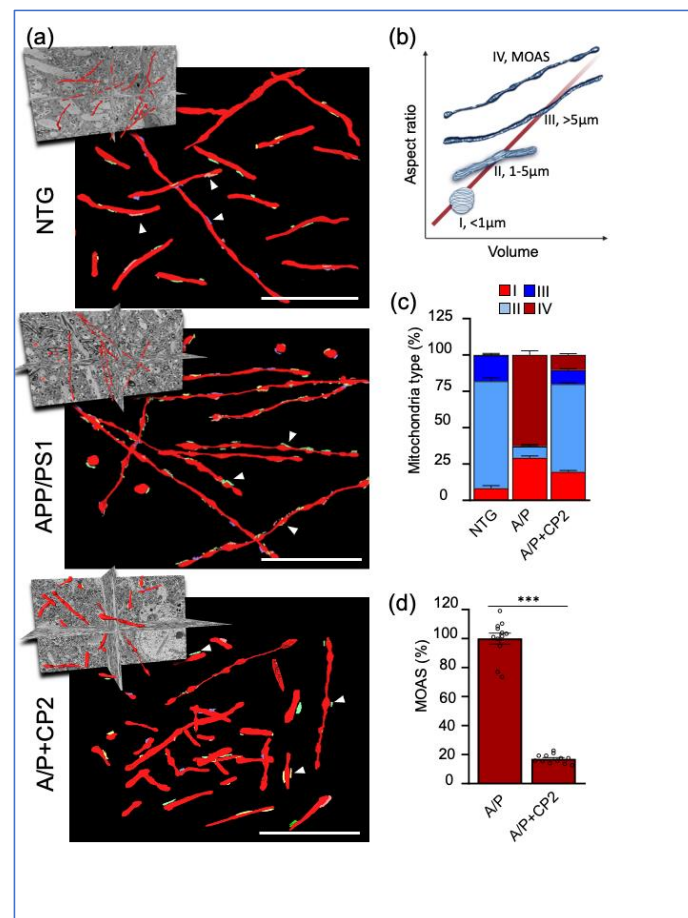 (a)
NTG
APP/PS1
A/P+CP2
(b)
Aspect ratio
IV, MOAS
III, >5μm
II, 1-5μm
I, <1μm
Volume
(c)
I III
II IV
Mitochondria type (%)
125
100
75
50
25
0
NTG
A/P
A/P+CP2
(d)
***
MOAS (%)
120
100
80
60
40
20
0
A/P
A/P+CP2